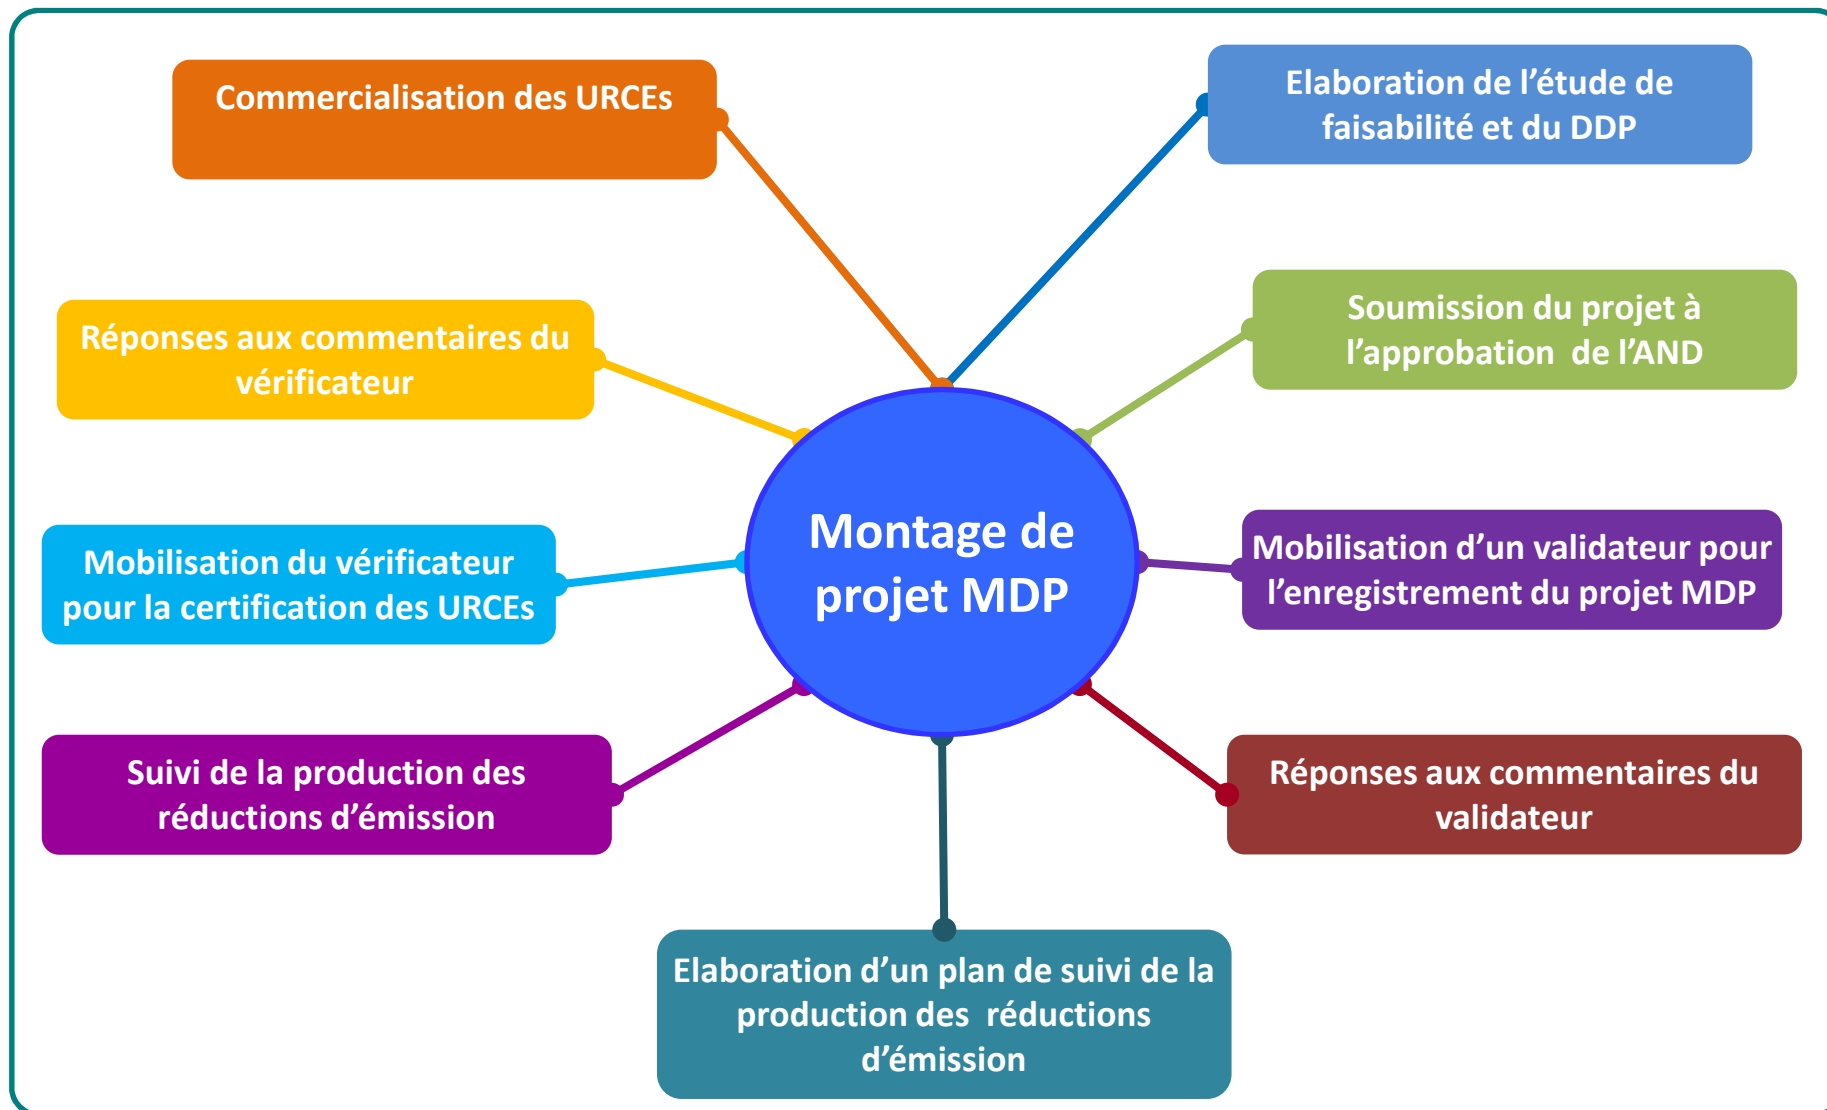 Commercialisation des URCEs
Elaboration de l’étude de
faisabilité et du DDP
Soumission du projet à
l’approbation  de l’AND
Réponses aux commentaires du
vérificateur
Montage de
projet MDP
Mobilisation d’un validateur pour
l’enregistrement du projet MDP
Mobilisation du vérificateur
pour la certification des URCEs
Réponses aux commentaires du
validateur
Suivi de la production des
réductions d’émission
Elaboration d’un plan de suivi de la
production des  réductions
d’émission